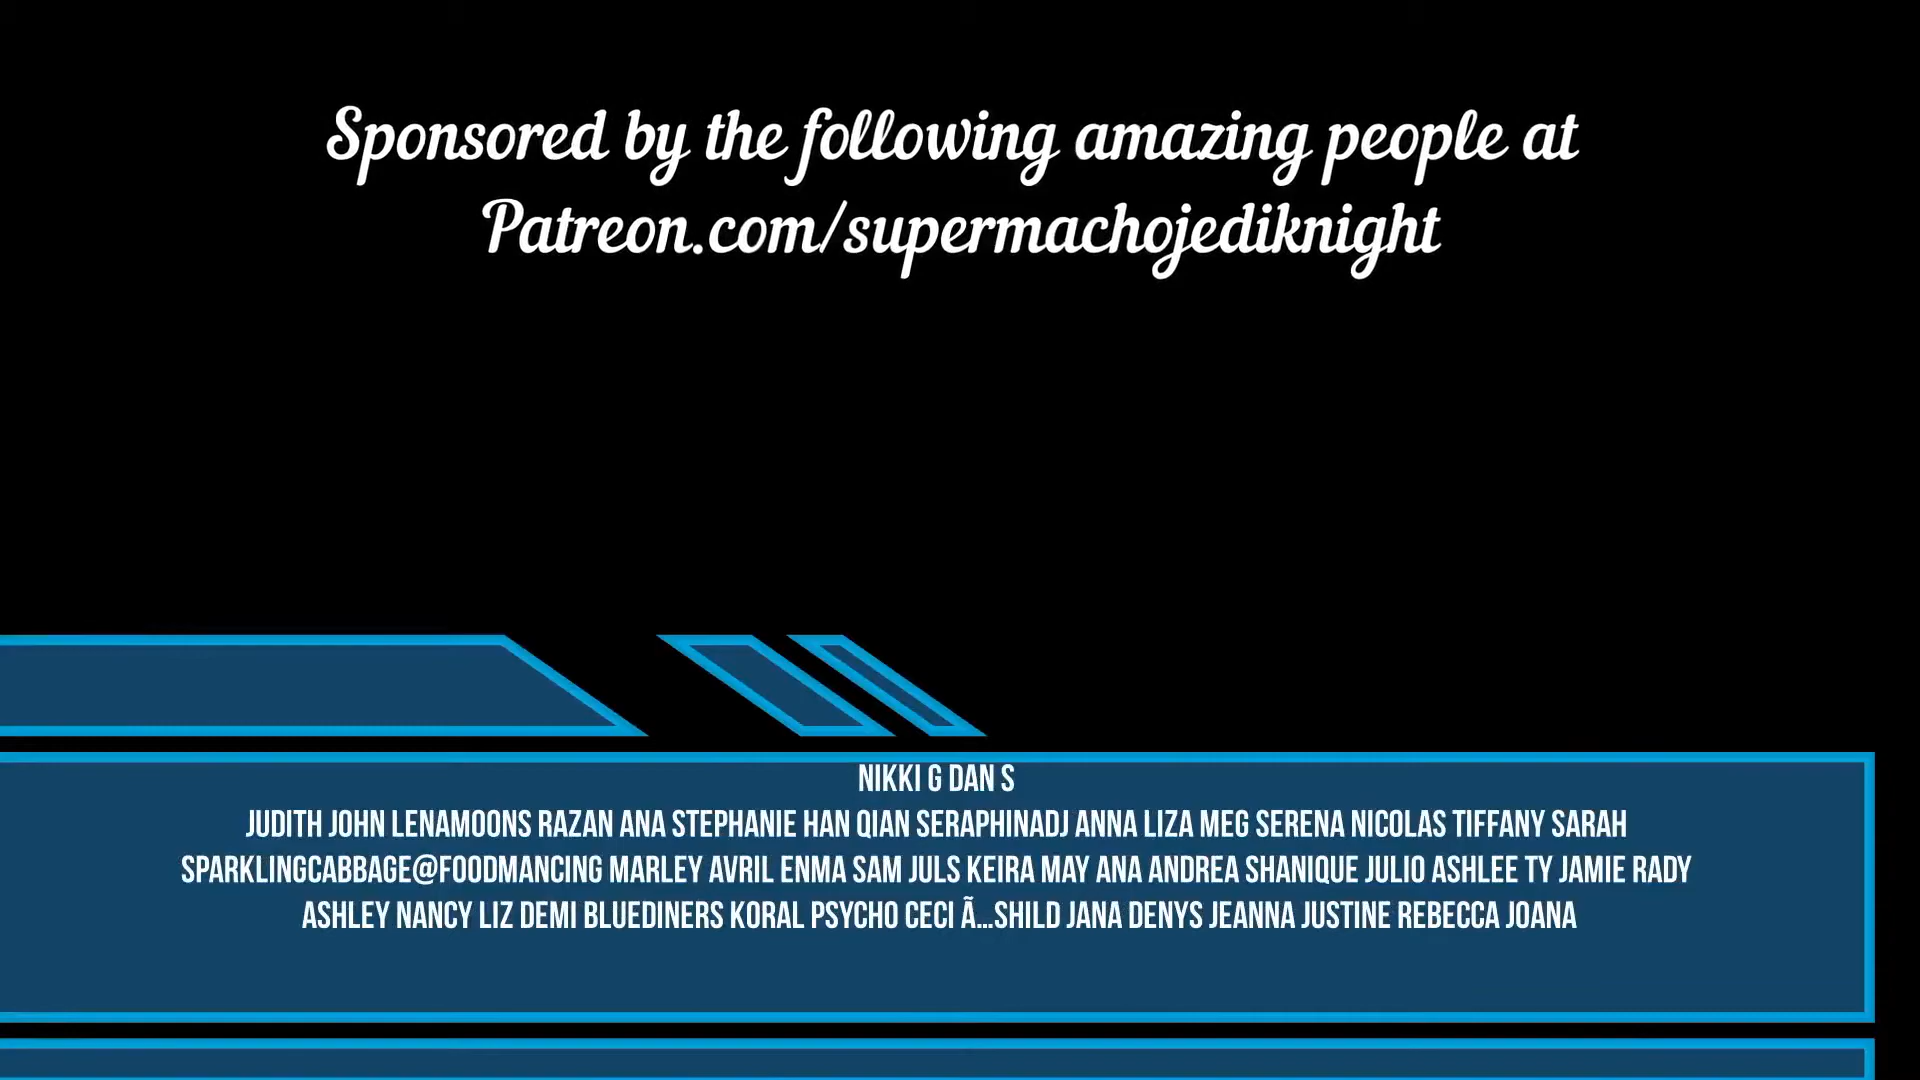 Sponsored by the following amazing people at
Patreon.com/supermachojediknight
NIKKI G DAN S
JUDITH JOHN LENAMOONS RAZAN ANA STEPHANIE HAN QIAN SERAPHINADJ ANNA LIZA MEG SERENA NICOLAS TIFFANY SARAH
SPARKLINGCABBAGE@FOODMANCING MARLEY AVRIL ENMA SAM JULS KEIRA MAY ANA ANDREA SHANIQUE JULIO ASHLEE TY JAMIE RADY
ASHLEY NANCY LIZ DEMI BLUEDINERS KORAL PSYCHO CECI Ã…SHILD JANA DENYS JEANNA JUSTINE REBECCA JOANA